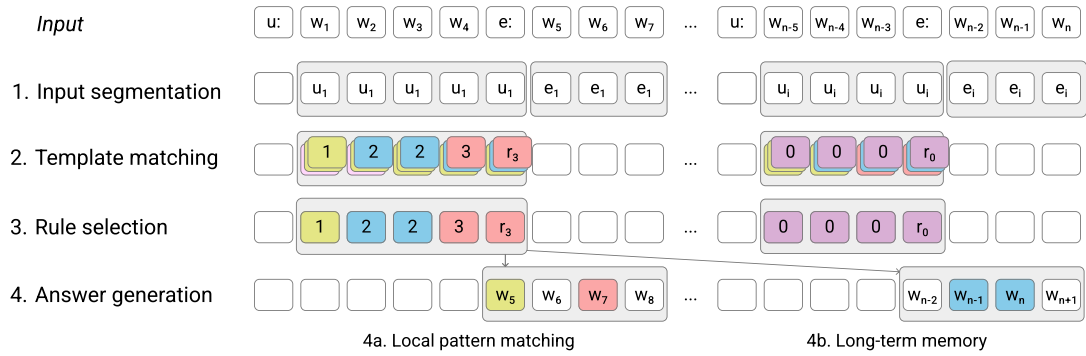 Input u: w1 w2 w3 w4 e: w5 w6 w7 ... u: wn-5 wn-4 wn-3 e: wn-2 wn-1 wn
1. Input segmentation u1 u1 u1 u1 u1 e1 e1 e1 ... ui ui ui ui ei ei ei
2. Template matching 1 2 2 3 r3 ... 0 0 0 r0
3. Rule selection 1 2 2 3 r3 ... 0 0 0 r0
4. Answer generation w5 w6 w7 w8 ... wn-2 wn-1 wn wn+1
4a. Local pattern matching 4b. Long-term memory